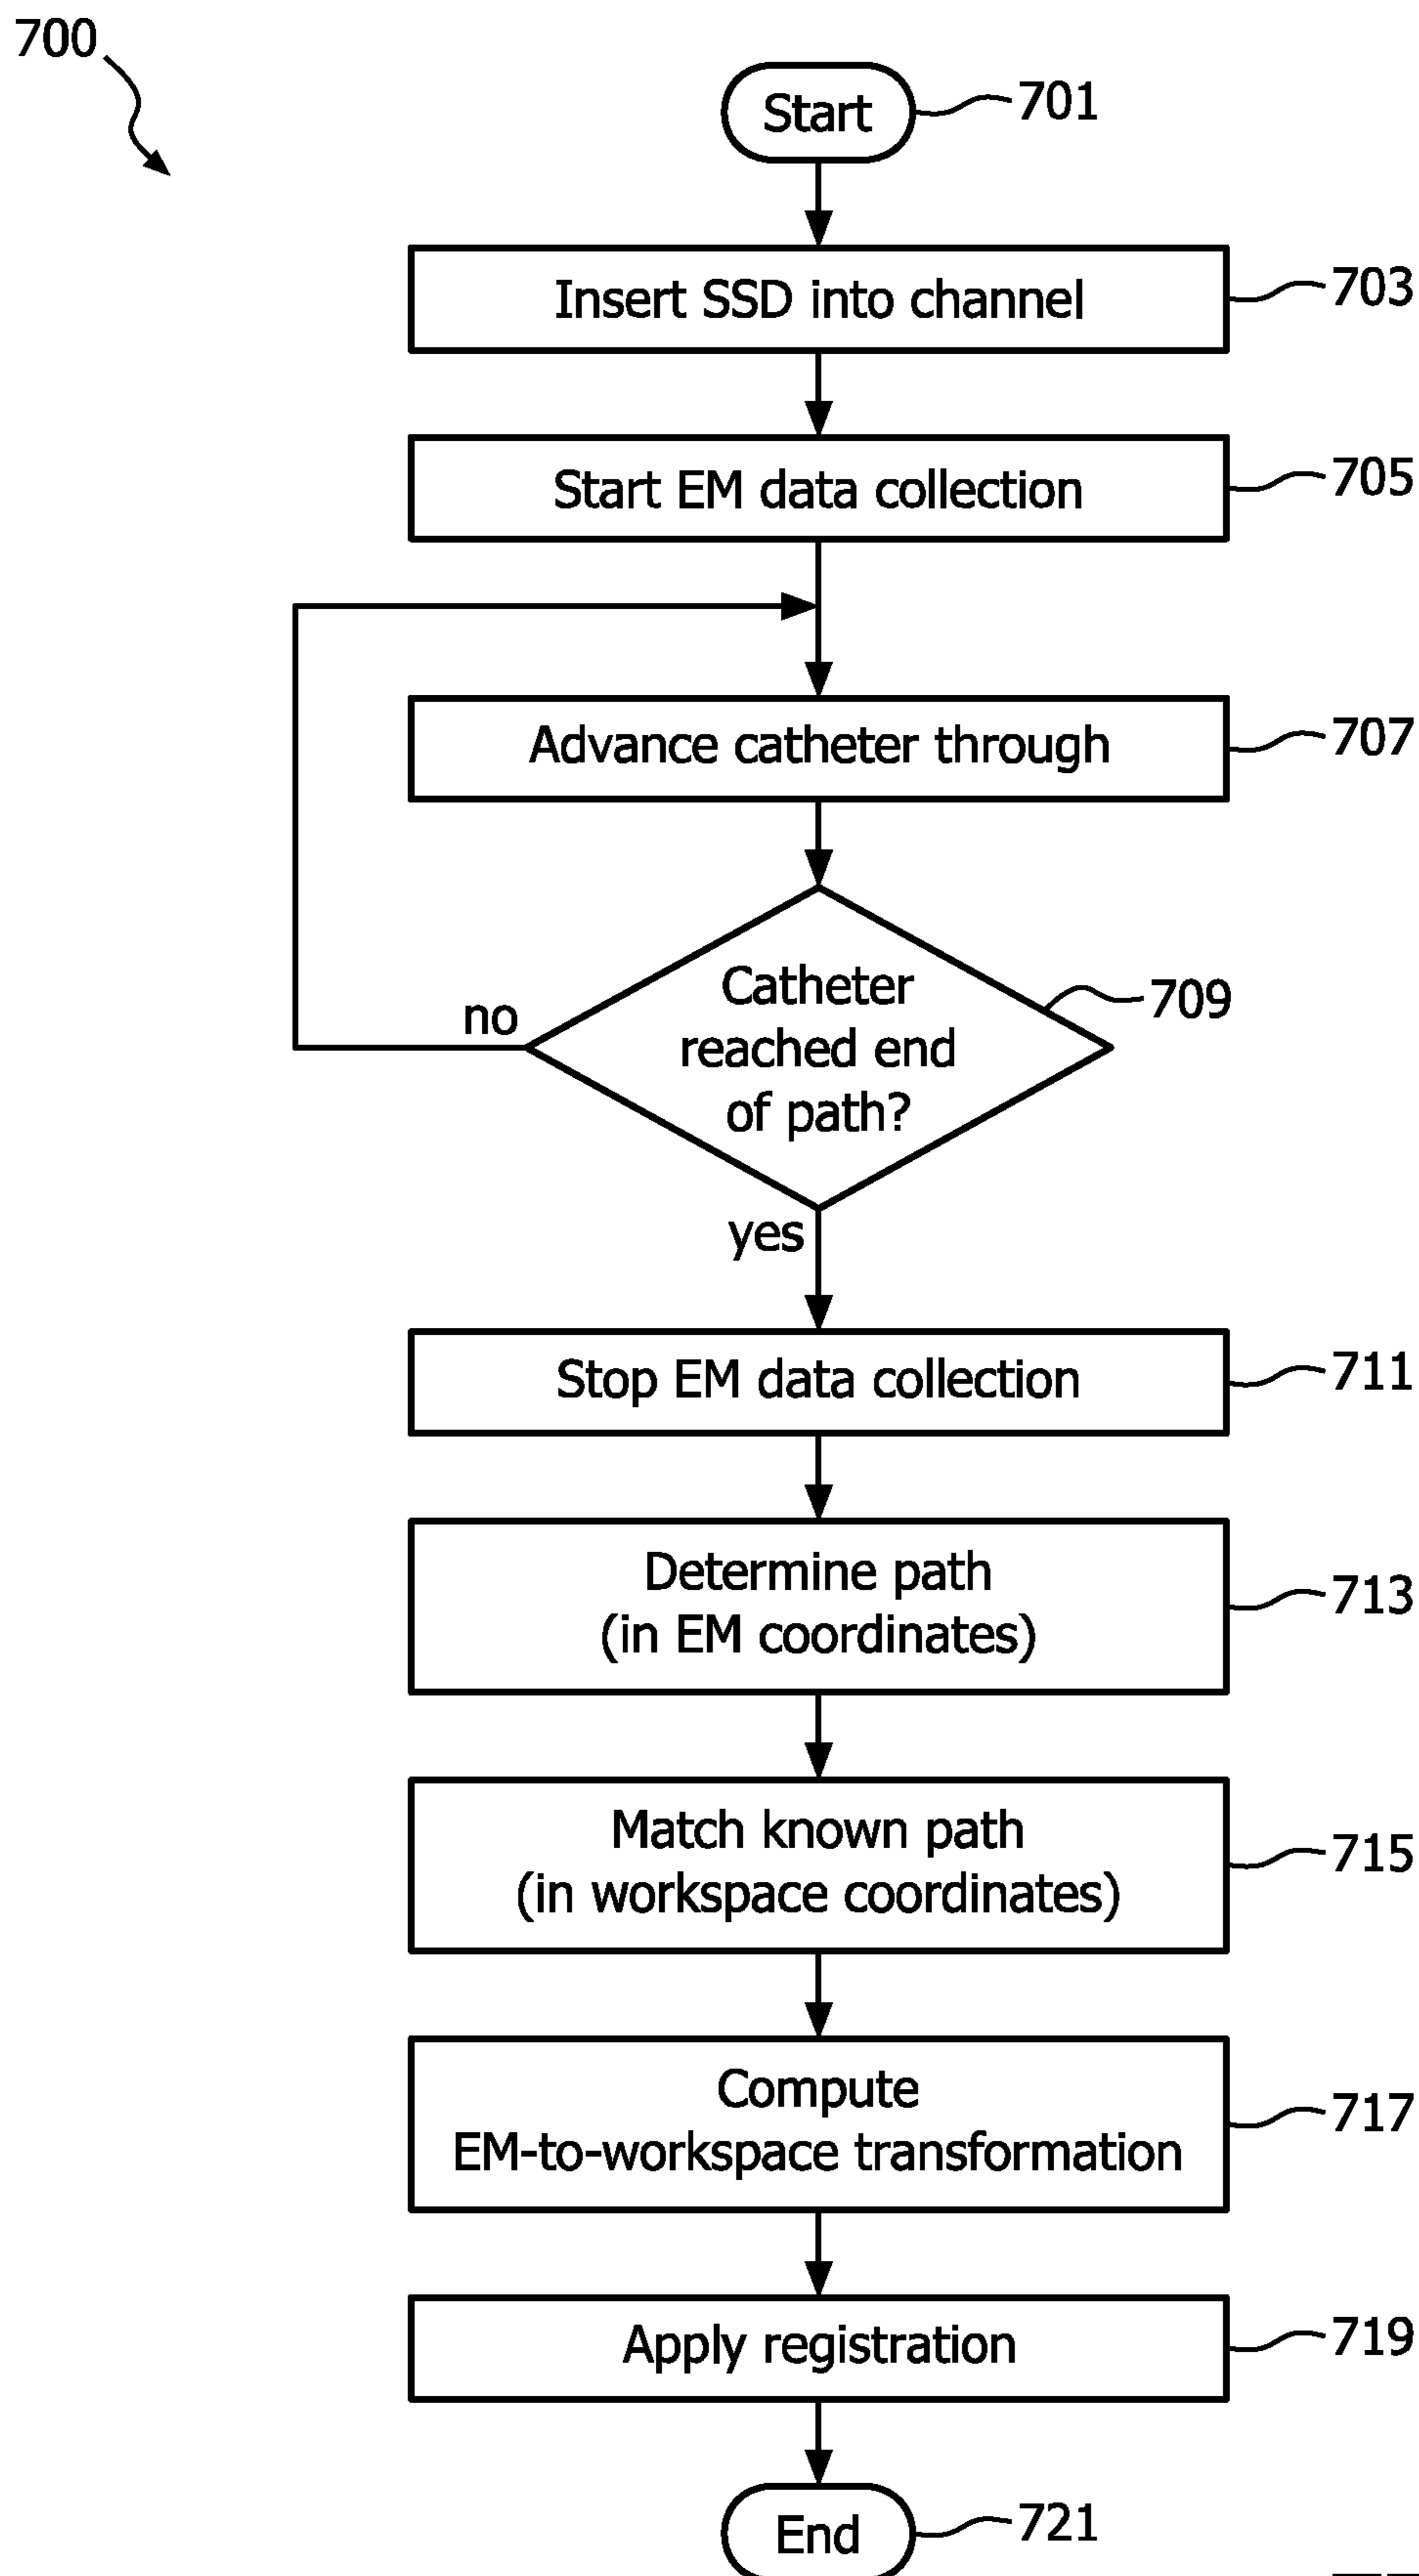 700
Start
701
Insert SSD into channel
703
Start EM data collection
705
Advance catheter through
707
Catheter
reached end
of path?
709
no
yes
Stop EM data collection
711
Determine path
(in EM coordinates)
713
Match known path
(in workspace coordinates)
715
Compute
EM-to-workspace transformation
717
Apply registration
719
End
721